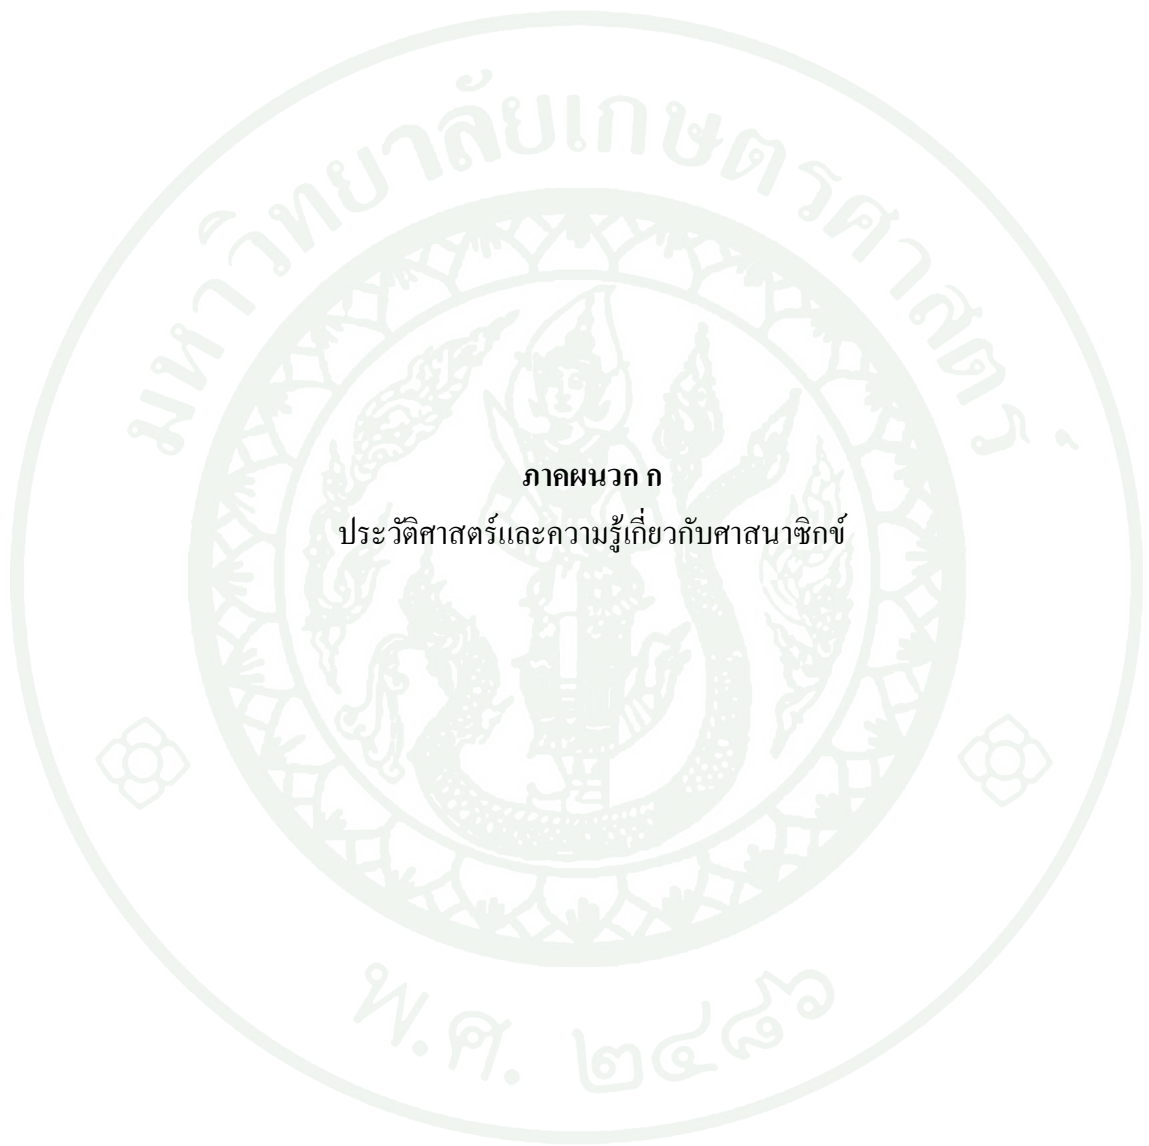 มหาวิทยาลัยเกษตรศาสตร์
ภาคผนวก ก
ประวัติศาสตร์และความรู้เกี่ยวกับศาสนาซิกข์
พ.ศ. ๒๔๘๖